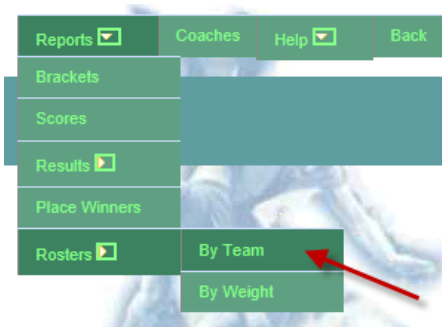 Reports Coaches Help Back
Brackets
Scores
Results
Place Winners
Rosters By Team
By Weight